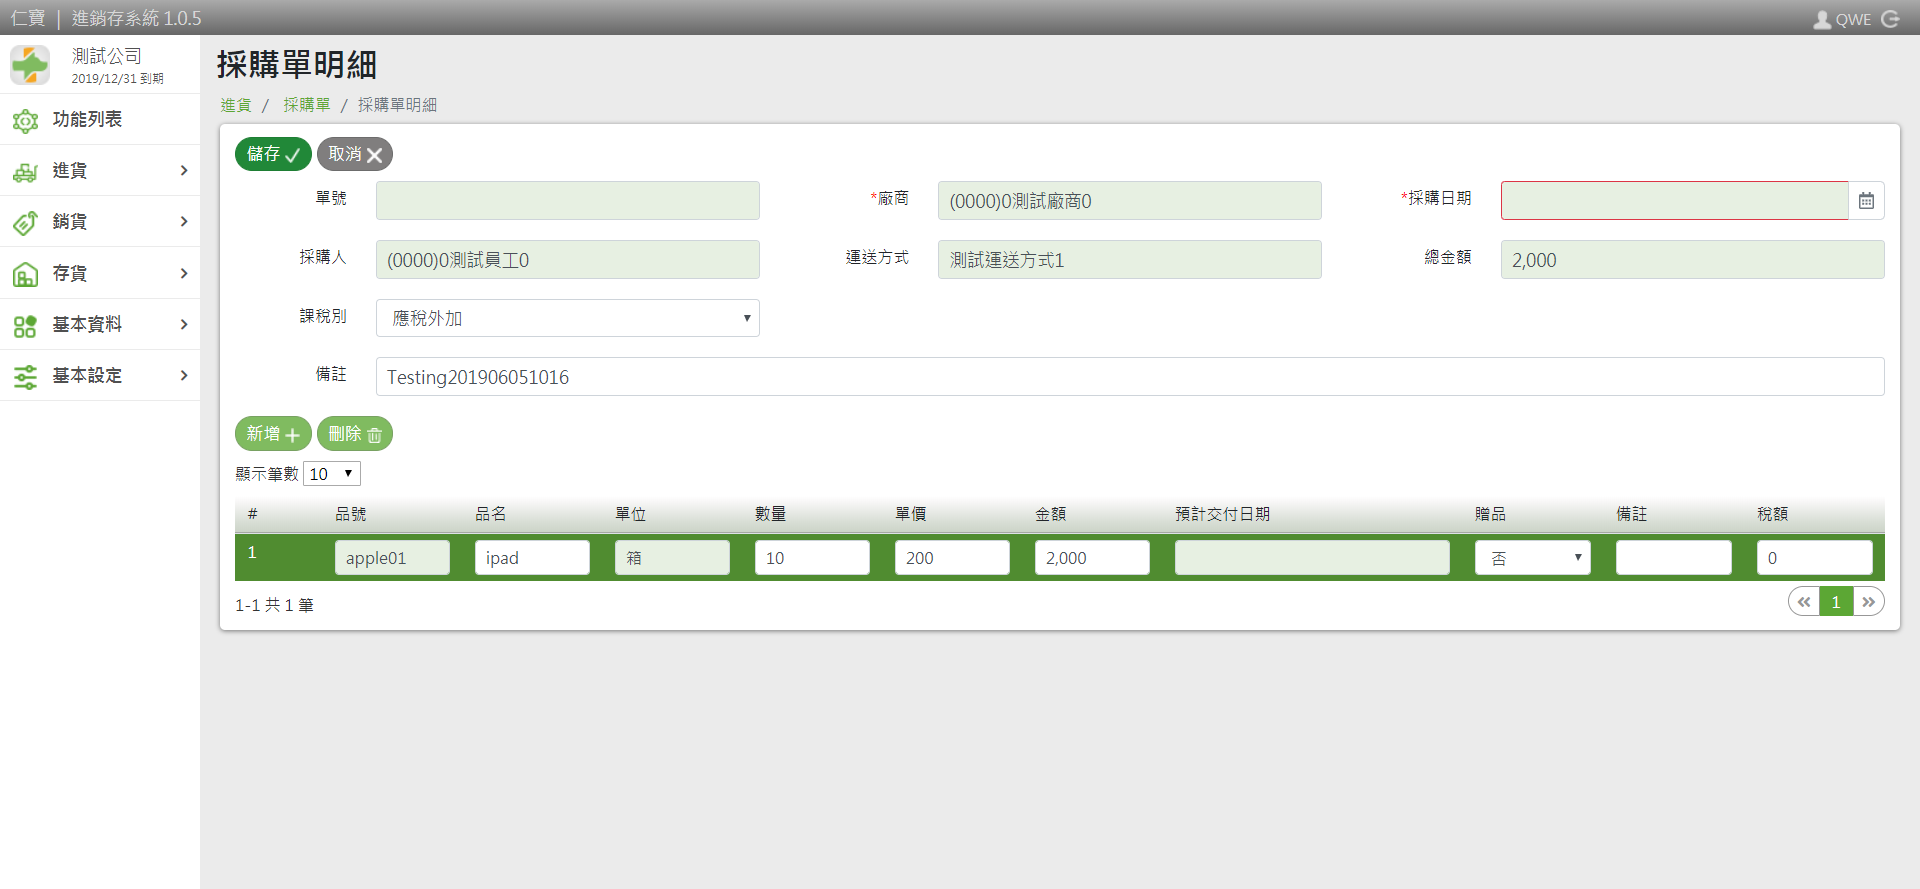 仁寶 | 進銷存系統 1.0.5
QWE
測試公司
2019/12/31 到期
功能列表
進貨
銷貨
存貨
基本資料
基本設定
採購單明細
進貨 / 採購單 / 採購單明細
儲存 取消
單號
*廠商 (0000)0測試廠商0
*採購日期
採購人 (0000)0測試員工0
運送方式 測試運送方式1
總金額 2,000
課稅別 應稅外加
備註 Testing201906051016
新增 刪除
顯示筆數 10
# 品號 品名 單位 數量 單價 金額 預計交付日期 贈品 備註 稅額
1 apple01 ipad 箱 10 200 2,000 否 0
1-1 共 1 筆
« 1 »